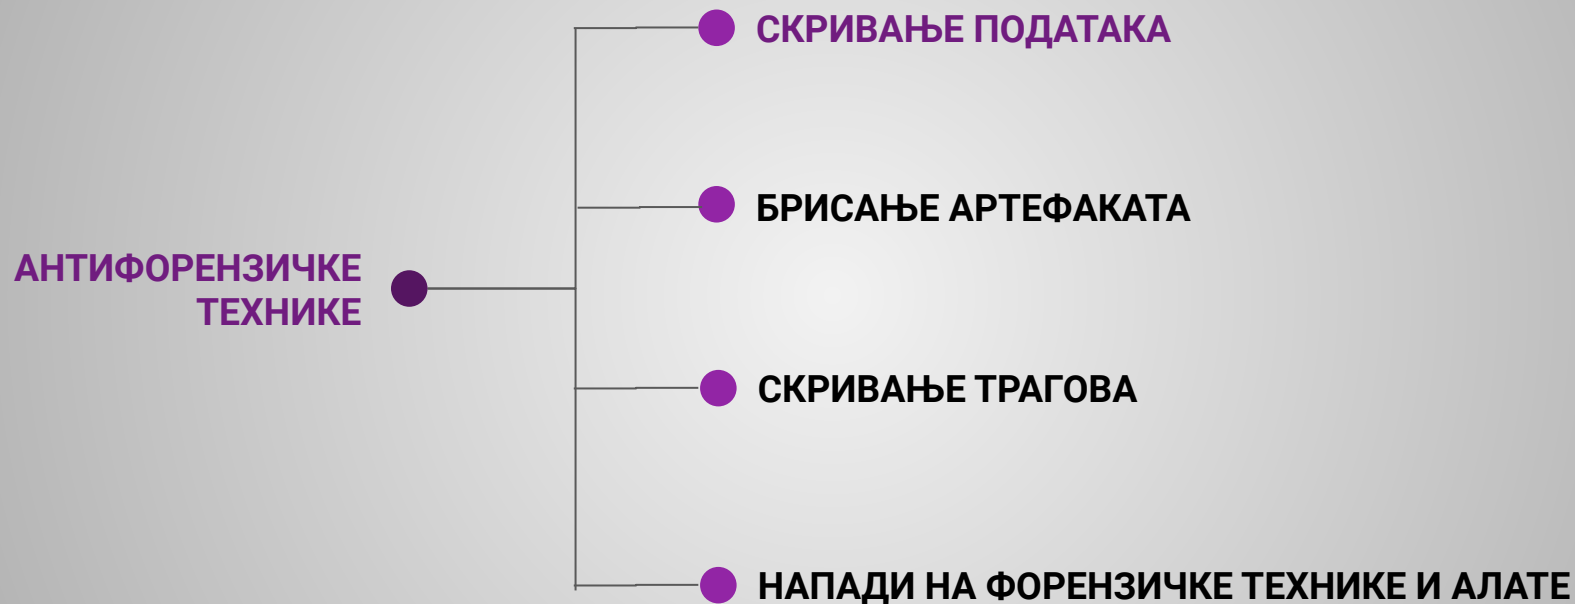 СКРИВАЊЕ ПОДАТАКА
БРИСАЊЕ АРТЕФАКАТА
АНТИФОРЕНЗИЧКЕ
ТЕХНИКЕ
СКРИВАЊЕ ТРАГОВА
НАПАДИ НА ФОРЕНЗИЧКЕ ТЕХНИКЕ И АЛАТЕ